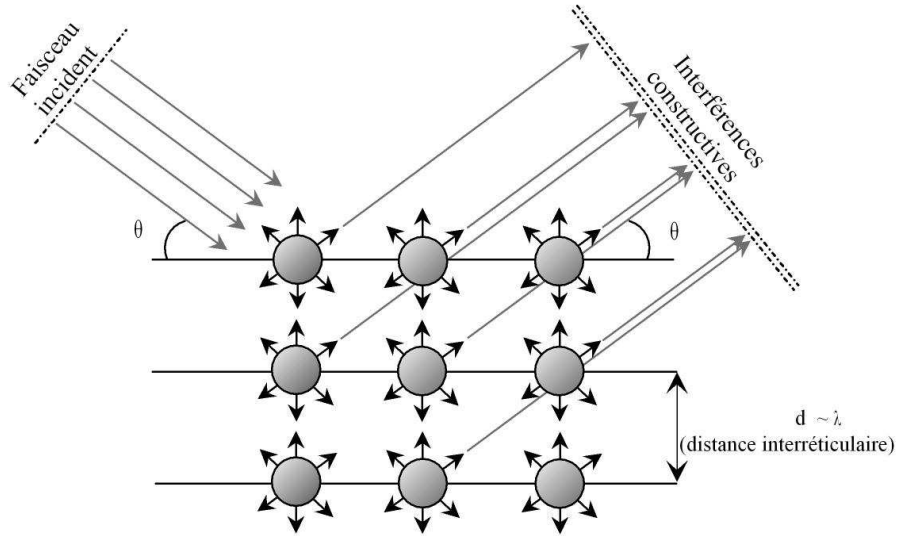 Faisceau
incident
Interférences
constructives
θ
θ
d ~ λ
(distance interréticulaire)